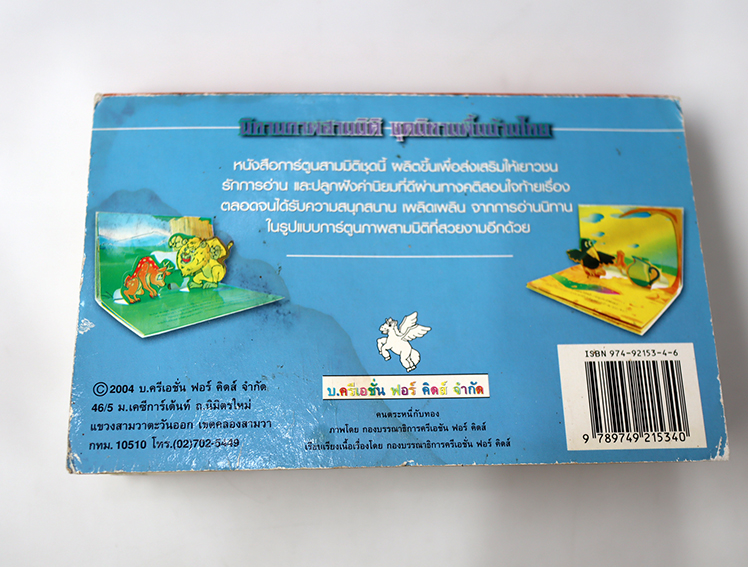 นิทานภาพสามมิติ ชุดนิทานพื้นบ้านไทย
หนังสือการ์ตูนสามมิติชุดนี้ ผลิตขึ้นเพื่อส่งเสริมให้เยาวชน
รักการอ่าน และปลูกฝังค่านิยมที่ดีผ่านทางคติสอนใจท้ายเรื่อง
ตลอดจนได้รับความสนุกสนาน เพลิดเพลิน จากการอ่านนิทาน
ในรูปแบบการ์ตูนภาพสามมิติที่สวยงามอีกด้วย
บ.ครีเอชั่น ฟอร์ คิดส์ จำกัด
คนตระหนี่กับทอง
ภาพโดย กองบรรณาธิการครีเอชั่น ฟอร์ คิดส์
เรียบเรียงเนื้อเรื่องโดย กองบรรณาธิการครีเอชั่น ฟอร์ คิดส์
©2004 บ.ครีเอชั่น ฟอร์ คิดส์ จำกัด
46/5 ม.เคซีการ์เด้นท์ ถ.นิมิตรใหม่
แขวงสามวาตะวันออก เขตคลองสามวา
กทม. 10510 โทร.(02)702-5449
ISBN 974-92153-4-6
9 789749 215340